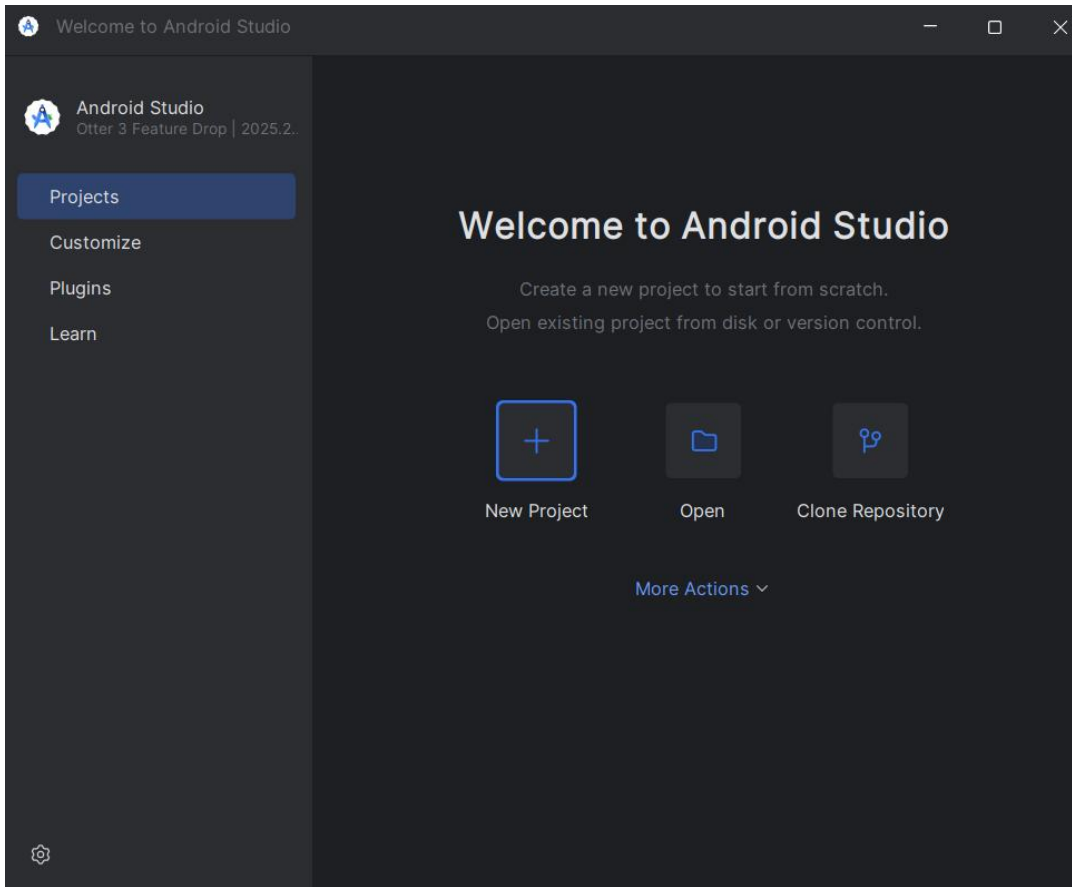 Welcome to Android Studio
Android Studio
Otter 3 Feature Drop | 2025.2..
Projects
Customize
Plugins
Learn
Welcome to Android Studio
Create a new project to start from scratch.
Open existing project from disk or version control.
New Project
Open
Clone Repository
More Actions